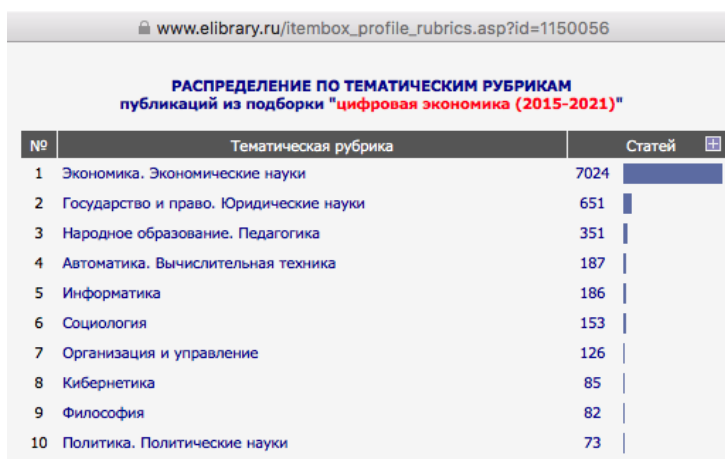 www.elibrary.ru/itembox_profile_rubrics.asp?id=1150056
РАСПРЕДЕЛЕНИЕ ПО ТЕМАТИЧЕСКИМ РУБРИКАМ
публикаций из подборки "цифровая экономика (2015-2021)"
№ Тематическая рубрика Статей
1 Экономика. Экономические науки 7024
2 Государство и право. Юридические науки 651
3 Народное образование. Педагогика 351
4 Автоматика. Вычислительная техника 187
5 Информатика 186
6 Социология 153
7 Организация и управление 126
8 Кибернетика 85
9 Философия 82
10 Политика. Политические науки 73